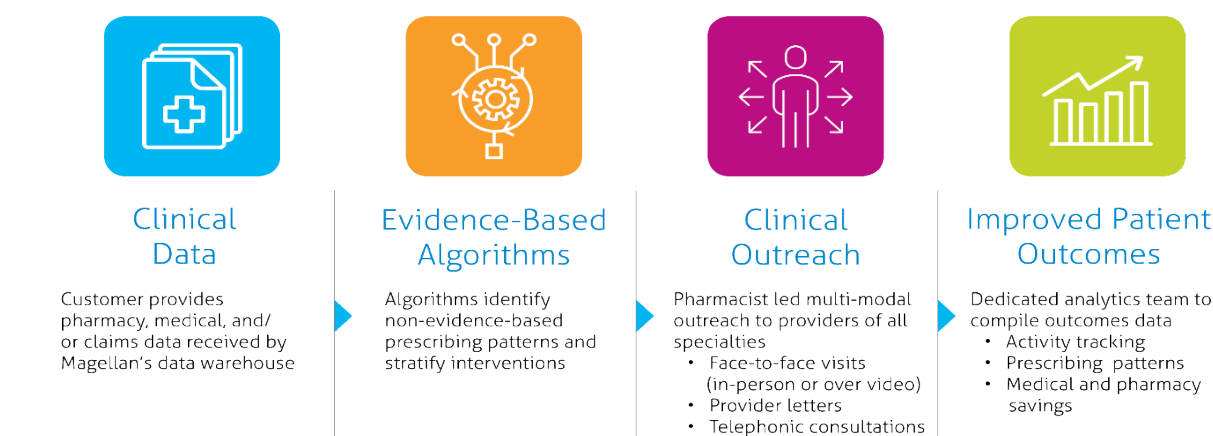 Clinical
Data
Customer provides
pharmacy, medical, and/
or claims data received by
Magellan's data warehouse
Evidence-Based
Algorithms
Algorithms identify
non-evidence-based
prescribing patterns and
stratify interventions
Clinical
Outreach
Pharmacist led multi-modal
outreach to providers of all
specialties
• Face-to-face visits
(in-person or over video)
• Provider letters
• Telephonic consultations
Improved Patient
Outcomes
Dedicated analytics team to
compile outcomes data
• Activity tracking
• Prescribing patterns
• Medical and pharmacy
savings